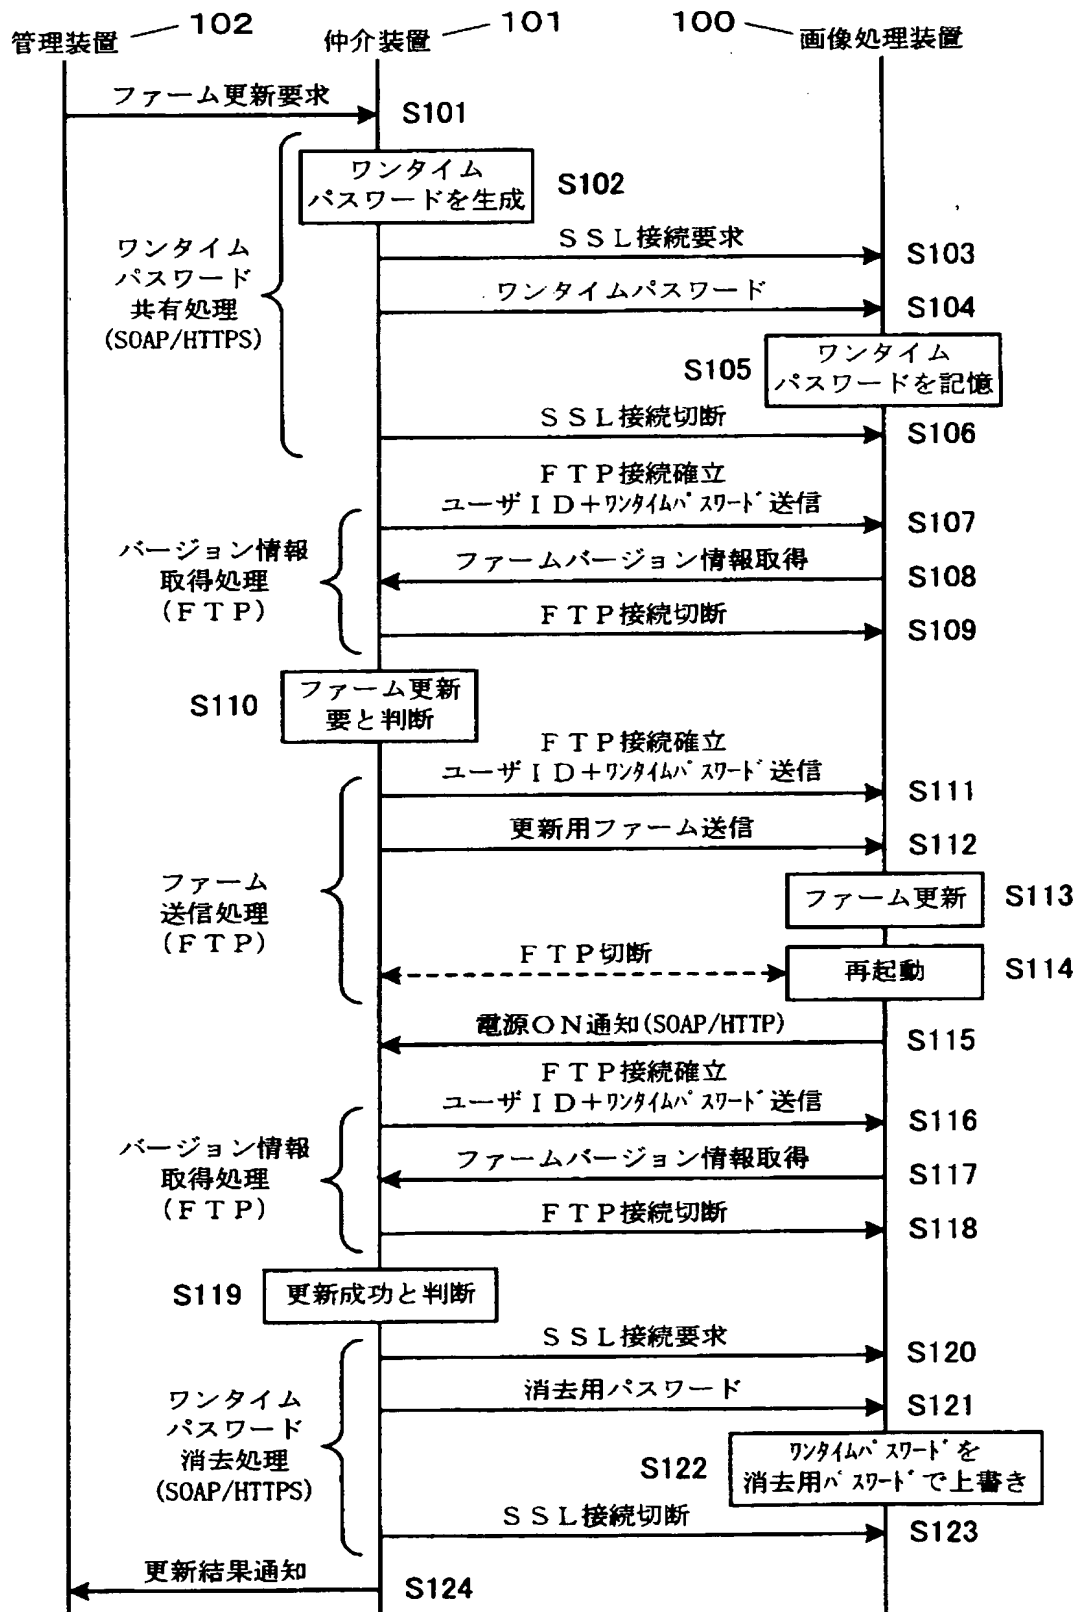 管理装置 102
仲介装置 101
100 画像処理装置
ファーム更新要求
S101
ワンタイム
パスワードを生成
S102
ワンタイム
パスワード
共有処理
(SOAP/HTTPS)
SSL接続要求
S103
ワンタイムパスワード
S104
S105
ワンタイム
パスワードを記憶
SSL接続切断
S106
FTP接続確立
ユーザID+ワンタイムパスワード送信
S107
バージョン情報
取得処理
(FTP)
ファームバージョン情報取得
S108
FTP接続切断
S109
S110
ファーム更新
要と判断
FTP接続確立
ユーザID+ワンタイムパスワード送信
S111
更新用ファーム送信
S112
ファーム
送信処理
(FTP)
ファーム更新
S113
FTP切断
再起動
S114
電源ON通知(SOAP/HTTP)
S115
FTP接続確立
ユーザID+ワンタイムパスワード送信
S116
バージョン情報
取得処理
(FTP)
ファームバージョン情報取得
S117
FTP接続切断
S118
S119
更新成功と判断
SSL接続要求
S120
消去用パスワード
S121
ワンタイム
パスワード
消去処理
(SOAP/HTTPS)
S122
ワンタイムパスワードを
消去用パスワードで上書き
SSL接続切断
S123
更新結果通知
S124